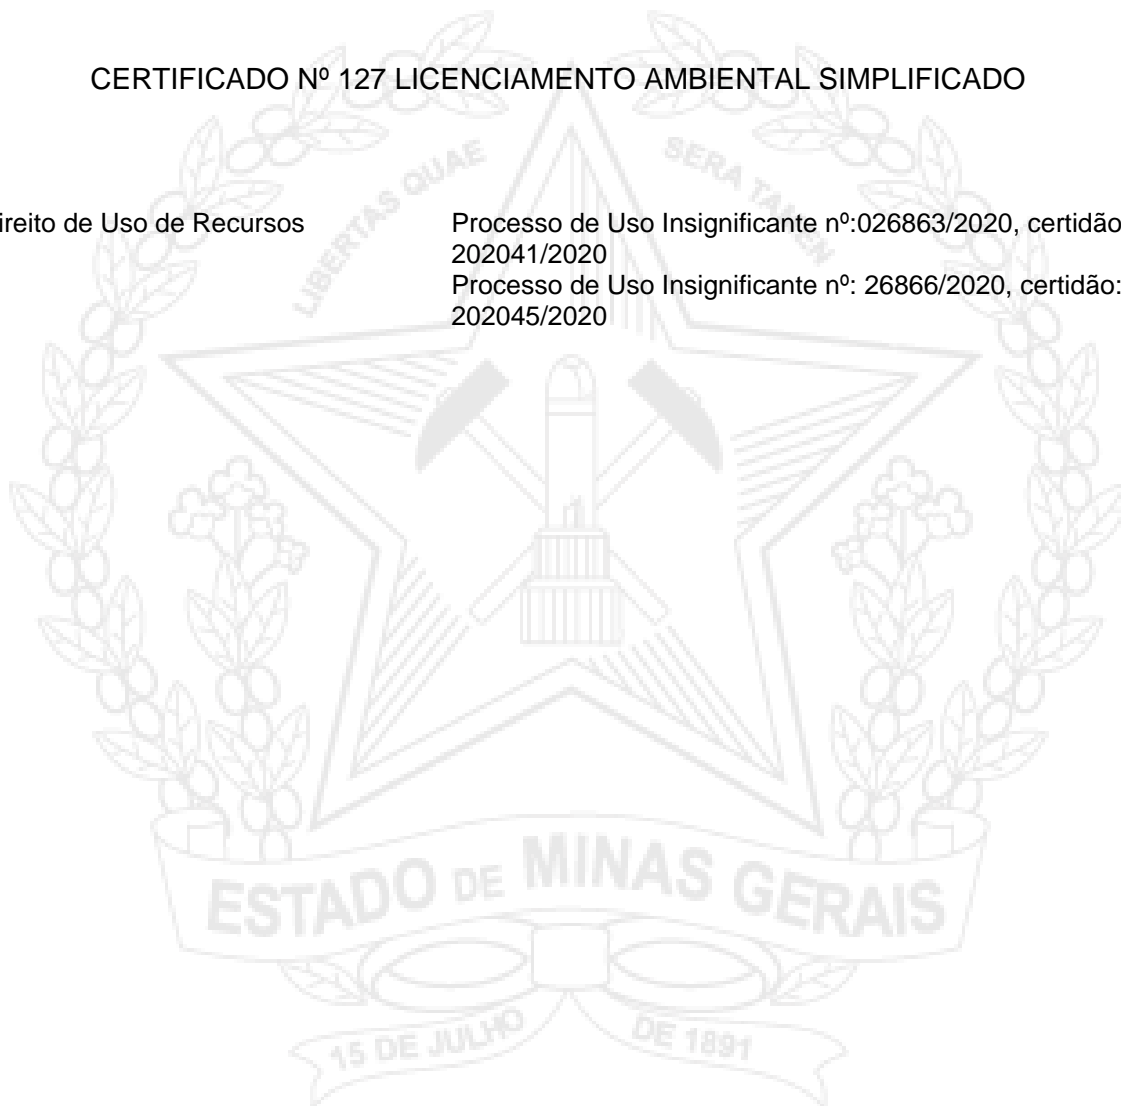 CERTIFICADO Nº 127 LICENCIAMENTO AMBIENTAL SIMPLIFICADO
LIBERTAS QUAE SERA TAMEN
ireito de Uso de Recursos
Processo de Uso Insignificante nº:026863/2020, certidão
202041/2020
Processo de Uso Insignificante nº: 26866/2020, certidão:
202045/2020
ESTADO DE MINAS GERAIS
15 DE JULHO DE 1891